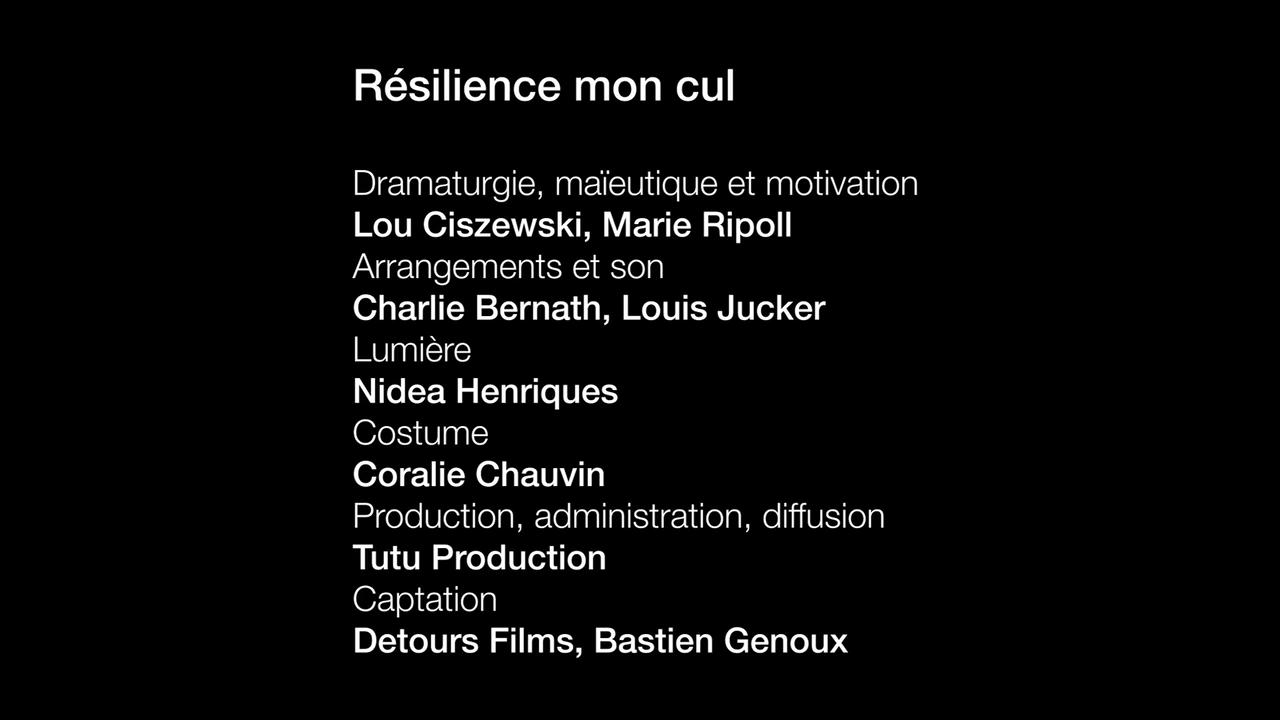 Résilience mon cul
Dramaturgie, maïeutique et motivation
Lou Ciszewski, Marie Ripoll
Arrangements et son
Charlie Bernath, Louis Jucker
Lumière
Nidea Henriques
Costume
Coralie Chauvin
Production, administration, diffusion
Tutu Production
Captation
Detours Films, Bastien Genoux